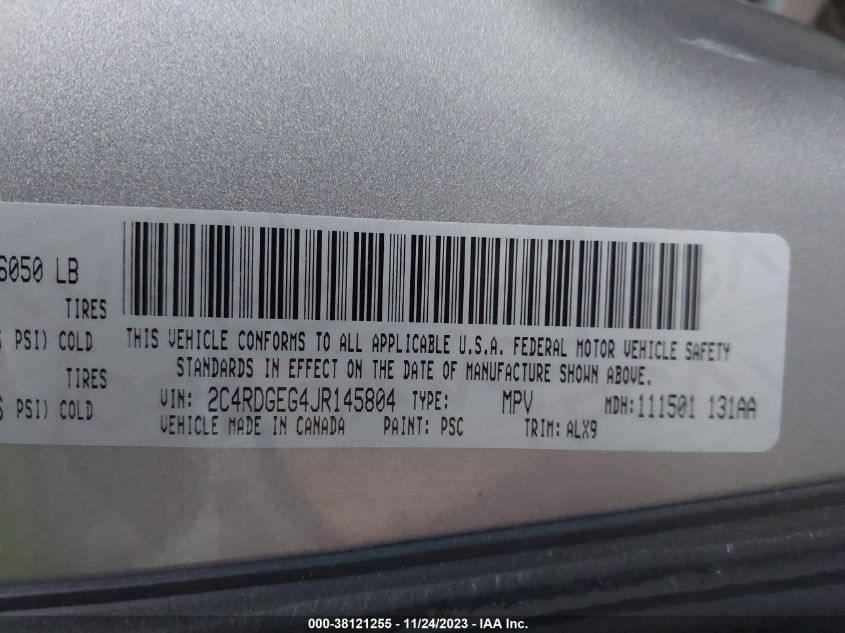 6050 LB
TIRES
PSI) COLD
TIRES
PSI) COLD
THIS VEHICLE CONFORMS TO ALL APPLICABLE U.S.A. FEDERAL MOTOR VEHICLE SAFETY
STANDARDS IN EFFECT ON THE DATE OF MANUFACTURE SHOWN ABOVE.
VIN: 2C4RDGEG4JR145804 TYPE: MPV MDH:111501 131AA
VEHICLE MADE IN CANADA PAINT: PSC TRIM: ALX9
000-38121255 - 11/24/2023 - IAA Inc.